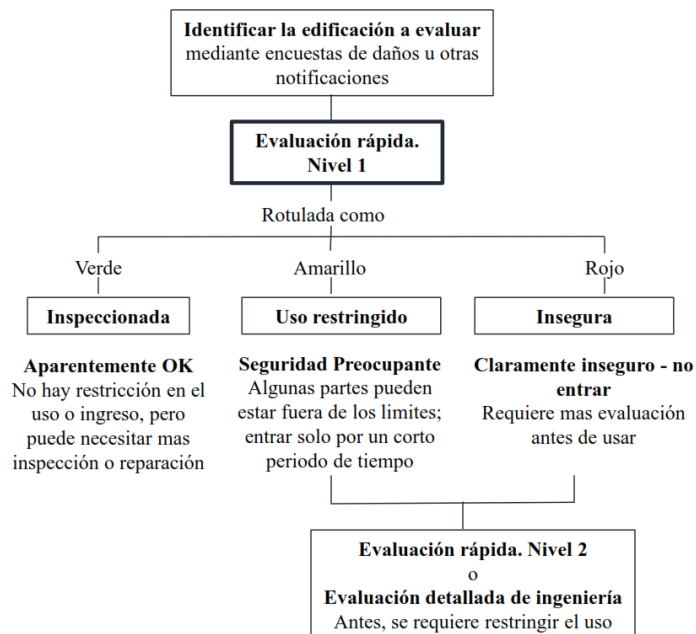 Identificar la edificación a evaluar
mediante encuestas de daños u otras
notificaciones
Evaluación rápida.
Nivel 1
Rotulada como
Verde
Amarillo
Rojo
Inspeccionada
Uso restringido
Insegura
Aparentemente OK
No hay restricción en el
uso o ingreso, pero
puede necesitar mas
inspección o reparación
Seguridad Preocupante
Algunas partes pueden
estar fuera de los limites;
entrar solo por un corto
periodo de tiempo
Claramente inseguro - no
entrar
Requiere mas evaluación
antes de usar
Evaluación rápida. Nivel 2
o
Evaluación detallada de ingeniería
Antes, se requiere restringir el uso